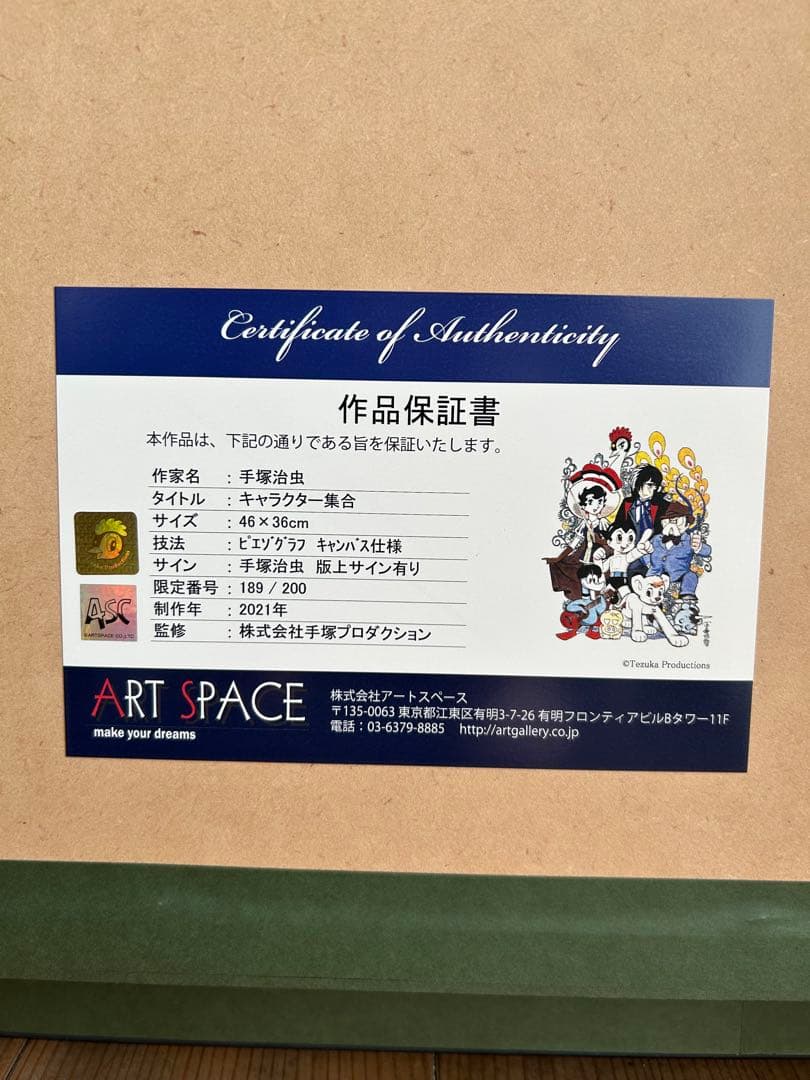 Certificate of Authenticity
作品保証書
本作品は、下記の通りである旨を保証いたします。
作家名 : 手塚治虫
タイトル : キャラクター集合
サイズ : 46×36cm
技法 : ﾋﾟｴｿﾞｸﾞﾗﾌ ｷｬﾝﾊﾞｽ仕様
サイン : 手塚治虫 版上サイン有り
限定番号 : 189 / 200
制作年 : 2021年
監修 : 株式会社手塚プロダクション
ASC
©ARTSPACE CO.,LTD
©Tezuka Productions
ART SPACE
make your dreams
株式会社アートスペース
〒135-0063 東京都江東区有明3-7-26 有明フロンティアビルBタワー11F
電話：03-6379-8885 http://artgallery.co.jp